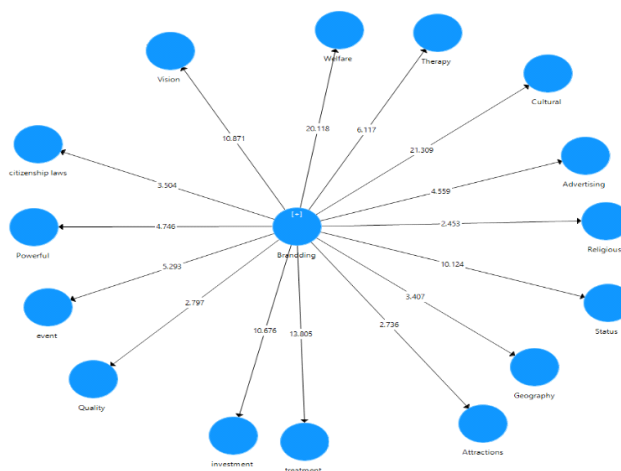 Welfare
Therapy
Vision
Cultural
20.118
6.117
10.871
21.309
citizenship laws
3.504
4.559
Advertising
[+]
Powerful
4.746
2.453
Religious
Brandding
5.293
10.124
event
2.797
3.407
Status
10.676
13.805
2.736
Quality
Geography
Attractions
investment
treatment